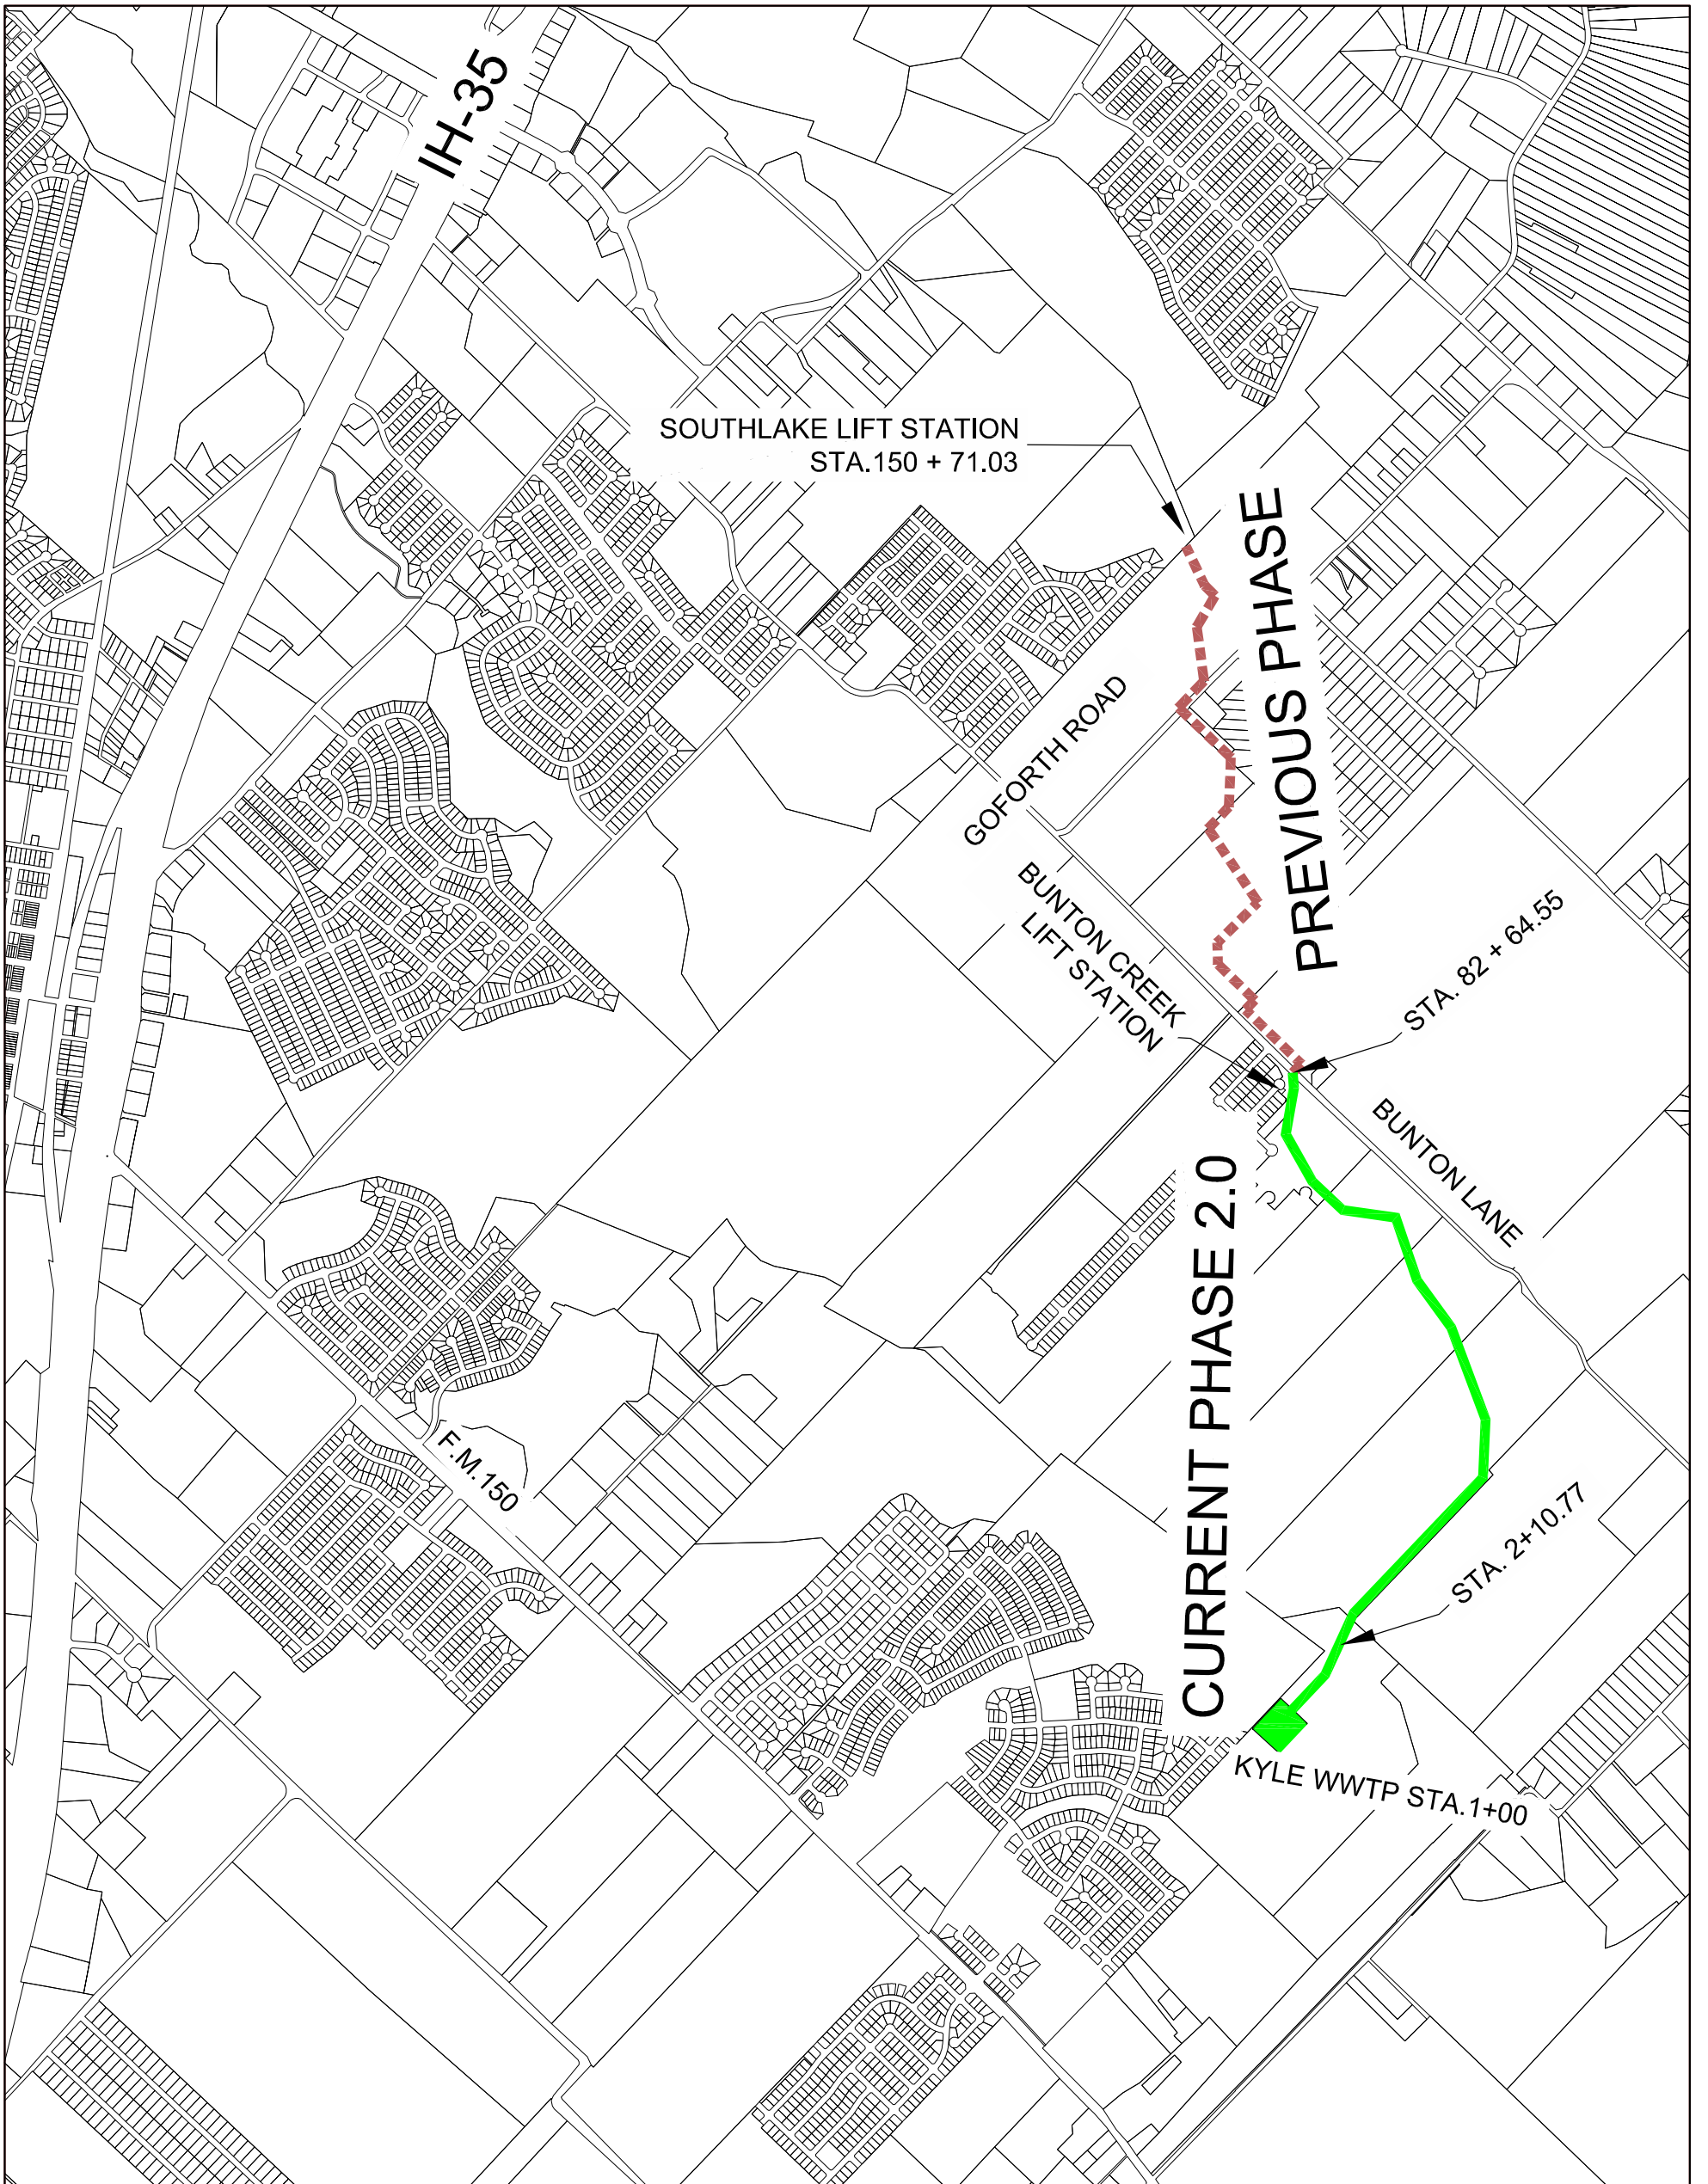 IH-35
SOUTHLAKE LIFT STATION
STA.150 + 71.03
PREVIOUS PHASE
GOFORTH ROAD
BUNTON CREEK
LIFT STATION
STA. 82 + 64.55
BUNTON LANE
CURRENT PHASE 2.0
F.M.150
STA. 2+10.77
KYLE WWTP STA.1+00